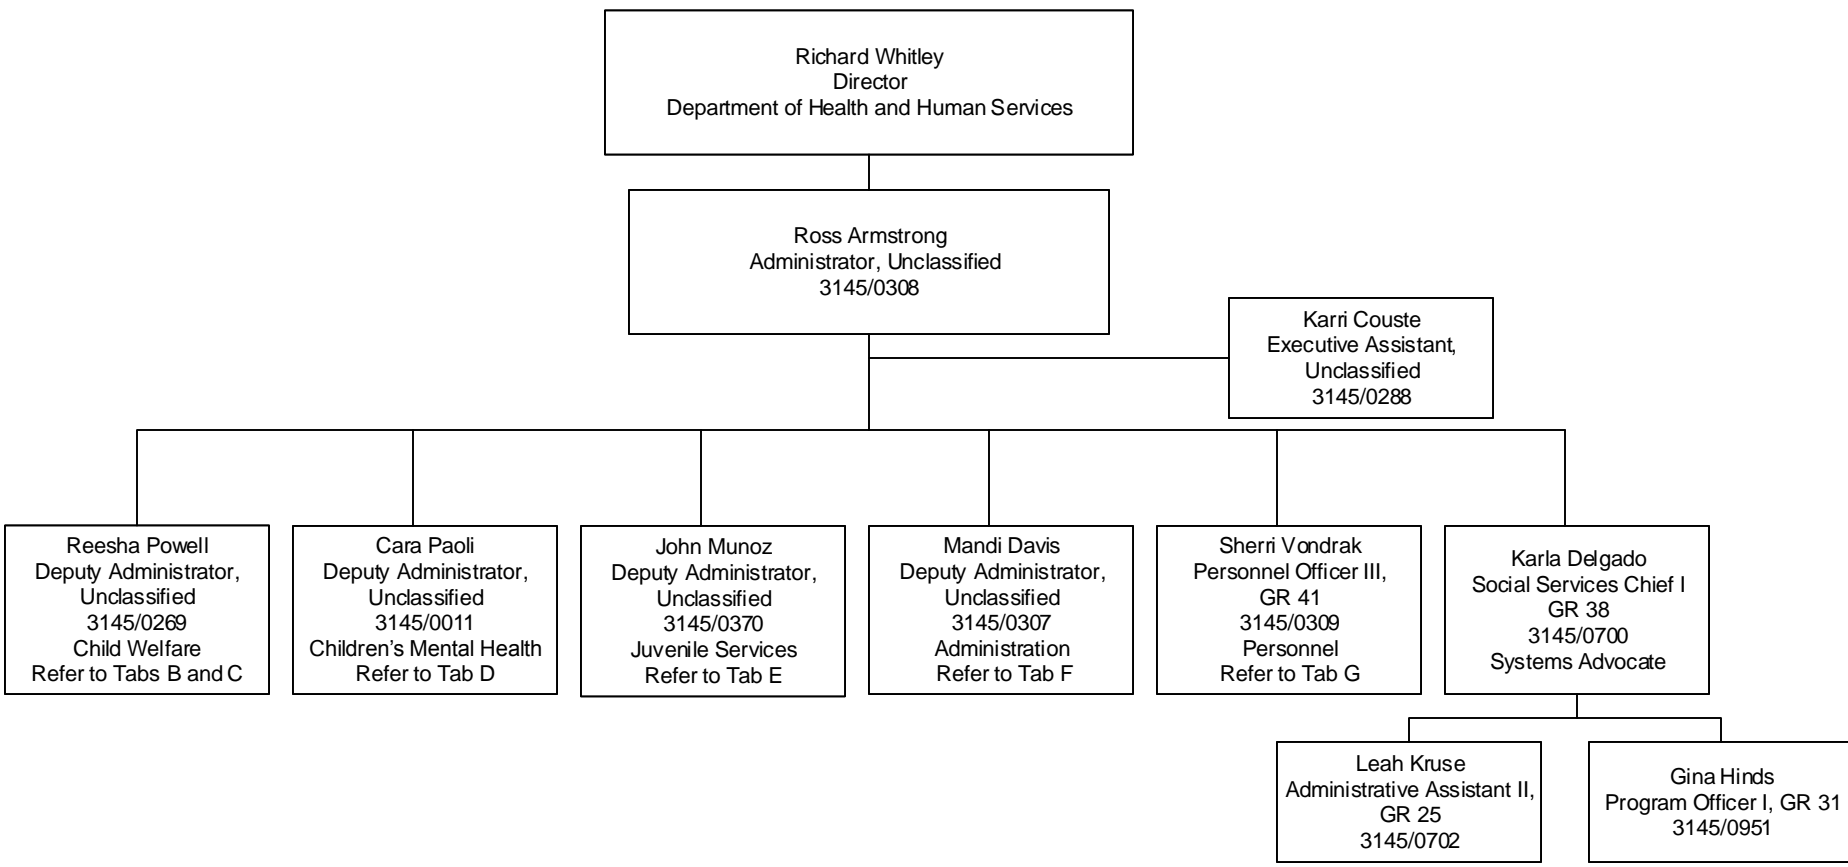 Richard Whitley
Director
Department of Health and Human Services
Ross Armstrong
Administrator, Unclassified
3145/0308
Karri Couste
Executive Assistant,
Unclassified
3145/0288
Reesha Powell
Deputy Administrator,
Unclassified
3145/0269
Child Welfare
Refer to Tabs B and C
Cara Paoli
Deputy Administrator,
Unclassified
3145/0011
Children’s Mental Health
Refer to Tab D
John Munoz
Deputy Administrator,
Unclassified
3145/0370
Juvenile Services
Refer to Tab E
Mandi Davis
Deputy Administrator,
Unclassified
3145/0307
Administration
Refer to Tab F
Sherri Vondrak
Personnel Officer III,
GR 41
3145/0309
Personnel
Refer to Tab G
Karla Delgado
Social Services Chief I
GR 38
3145/0700
Systems Advocate
Leah Kruse
Administrative Assistant II,
GR 25
3145/0702
Gina Hinds
Program Officer I, GR 31
3145/0951